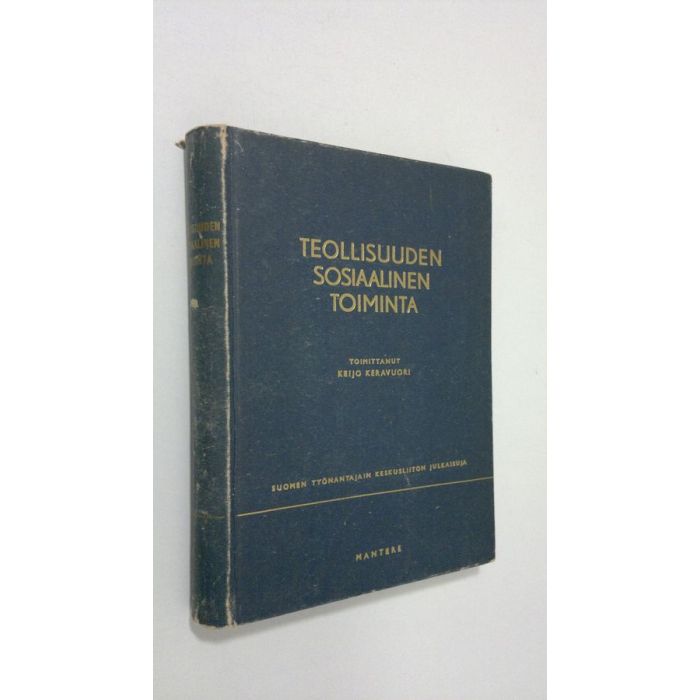 TEOLLISUUDEN
SOSIAALINEN
TOIMINTA
TOIMITTANUT
KEIJO KERAVUORI
SUOMEN TYÖNANTAJAIN KESKUSLIITON JULKAISUJA
MANTERE